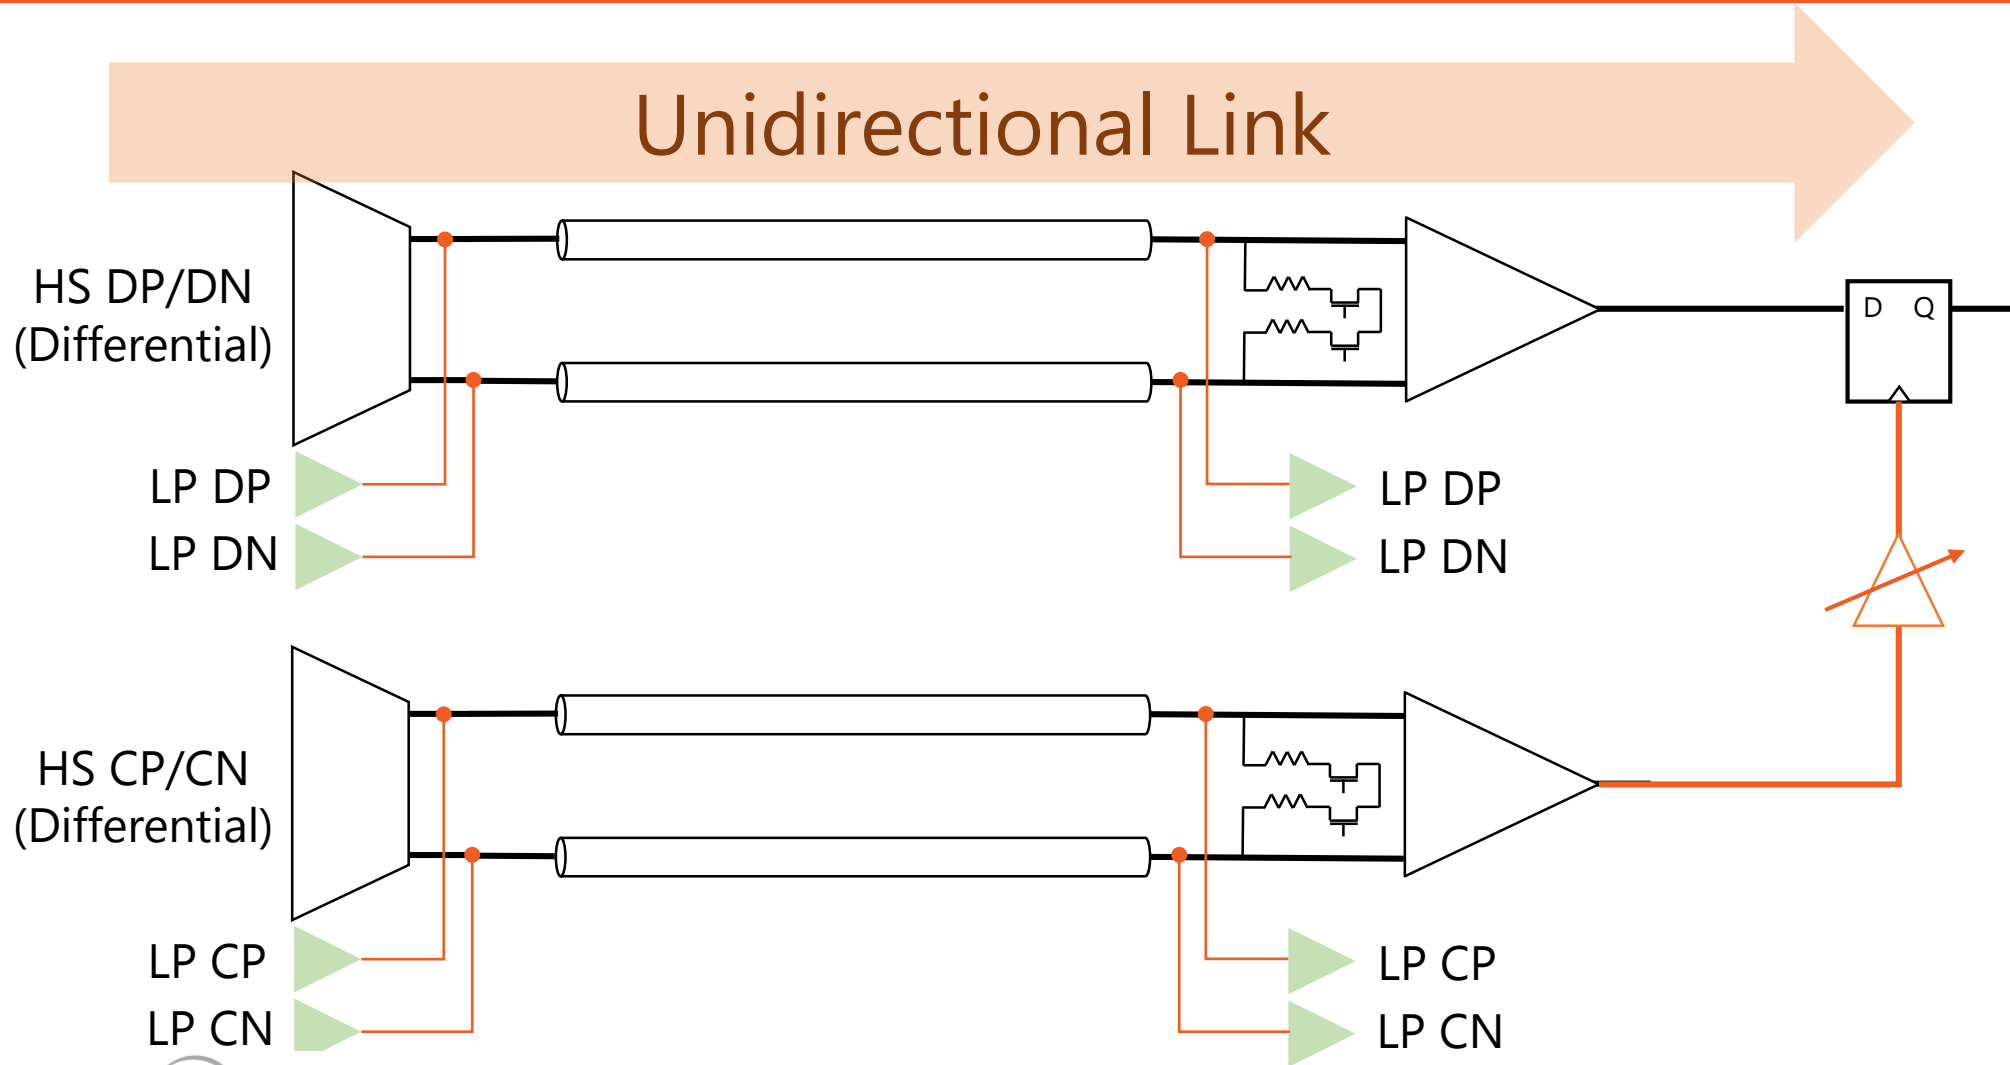 Unidirectional Link
HS DP/DN
(Differential)
D Q
LP DP
LP DN
LP DP
LP DN
HS CP/CN
(Differential)
LP CP
LP CN
LP CP
LP CN